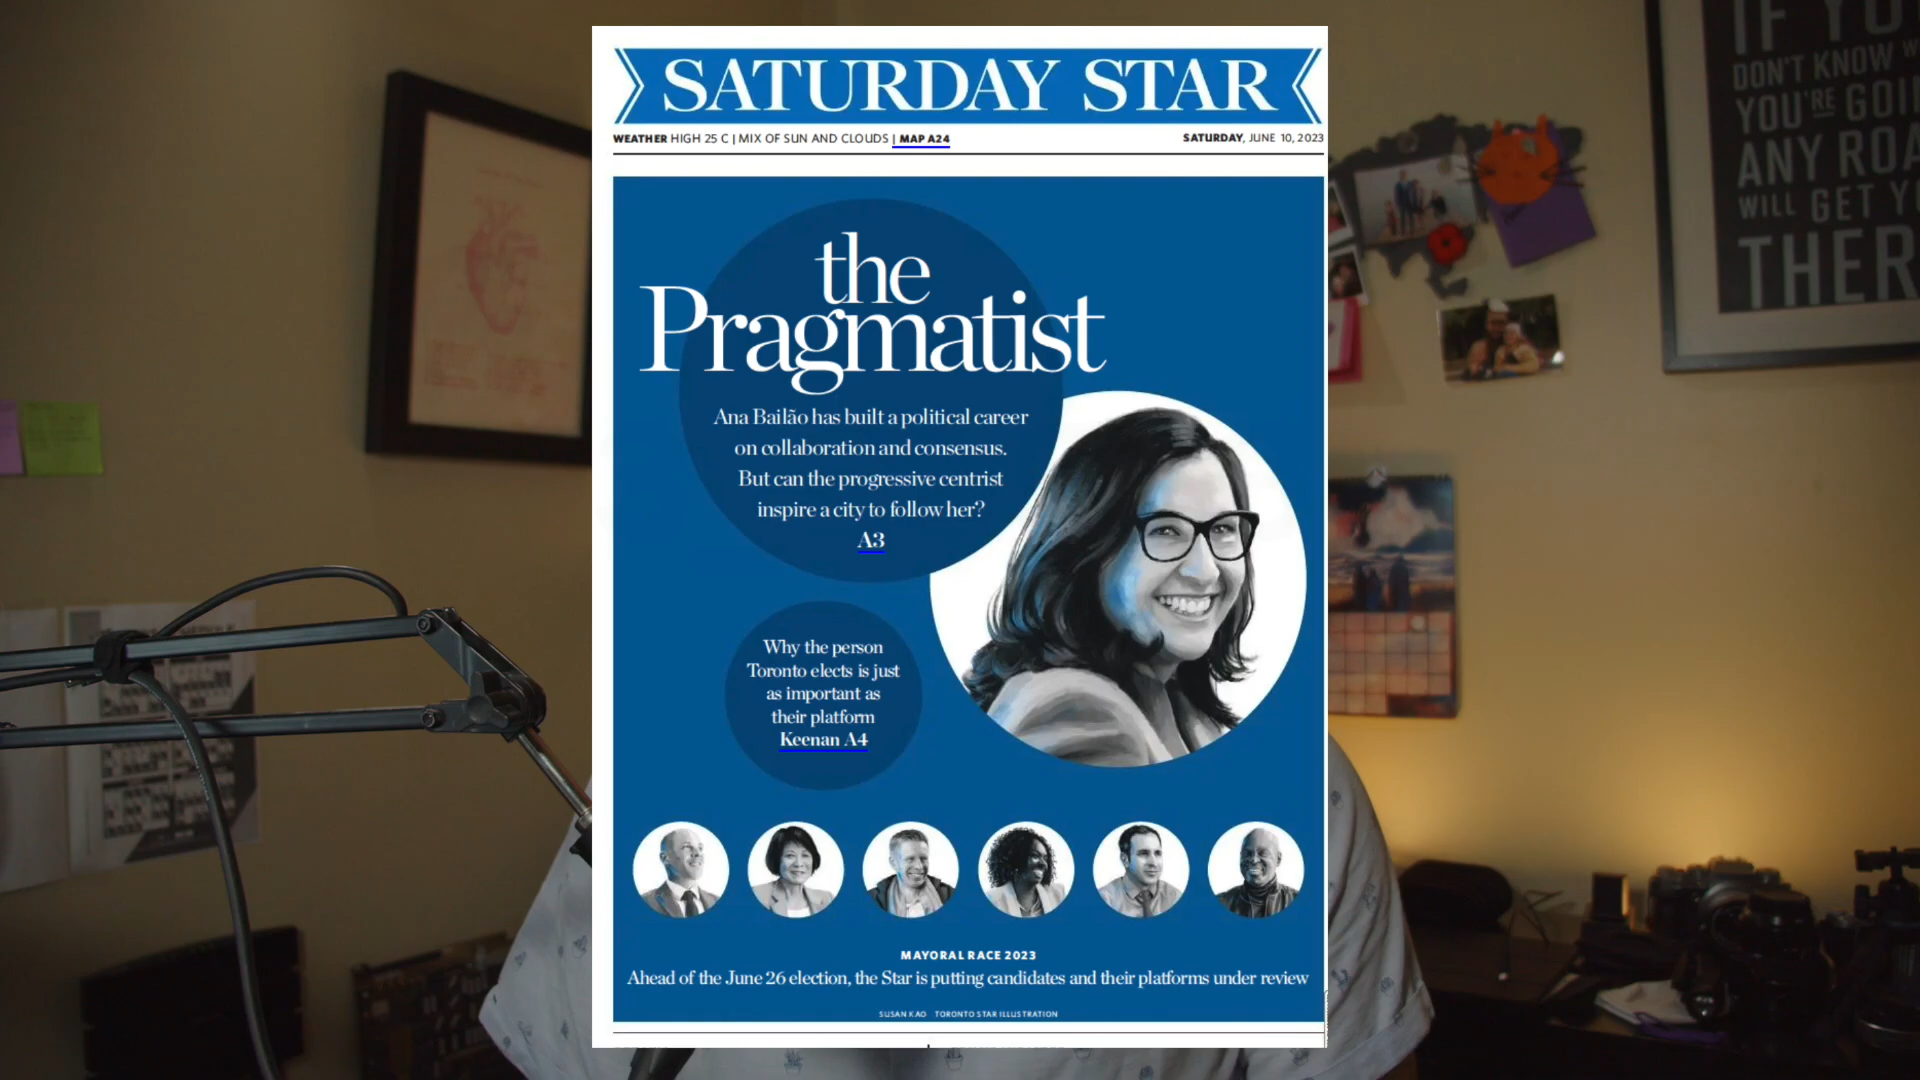 SATURDAY STAR
WEATHER HIGH 25 C | MIX OF SUN AND CLOUDS | MAP A24
SATURDAY, JUNE 10, 2023
the
Pragmatist
Ana Bailão has built a political career
on collaboration and consensus.
But can the progressive centrist
inspire a city to follow her?
A3
Why the person
Toronto elects is just
as important as
their platform
Keenan A4
MAYORAL RACE 2023
Ahead of the June 26 election, the Star is putting candidates and their platforms under review
SUSAN KAO TORONTO STAR ILLUSTRATION
IF YO
DON'T KNOW W
YOU'RE GOI
ANY ROA
WILL GET YO
THER